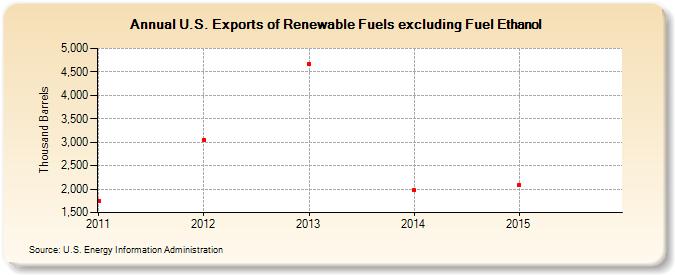 Annual U.S. Exports of Renewable Fuels excluding Fuel Ethanol
Thousand Barrels
5,000
4,500
4,000
3,500
3,000
2,500
2,000
1,500
2011 2012 2013 2014 2015
Source: U.S. Energy Information Administration